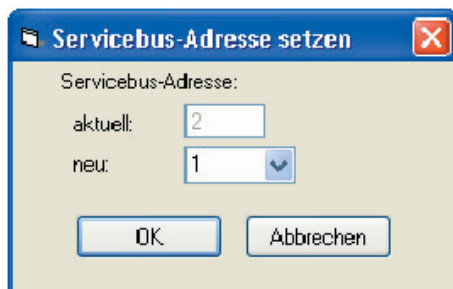 Servicebus-Adresse setzen
Servicebus-Adresse:
aktuell: 2
neu: 1
OK Abbrechen